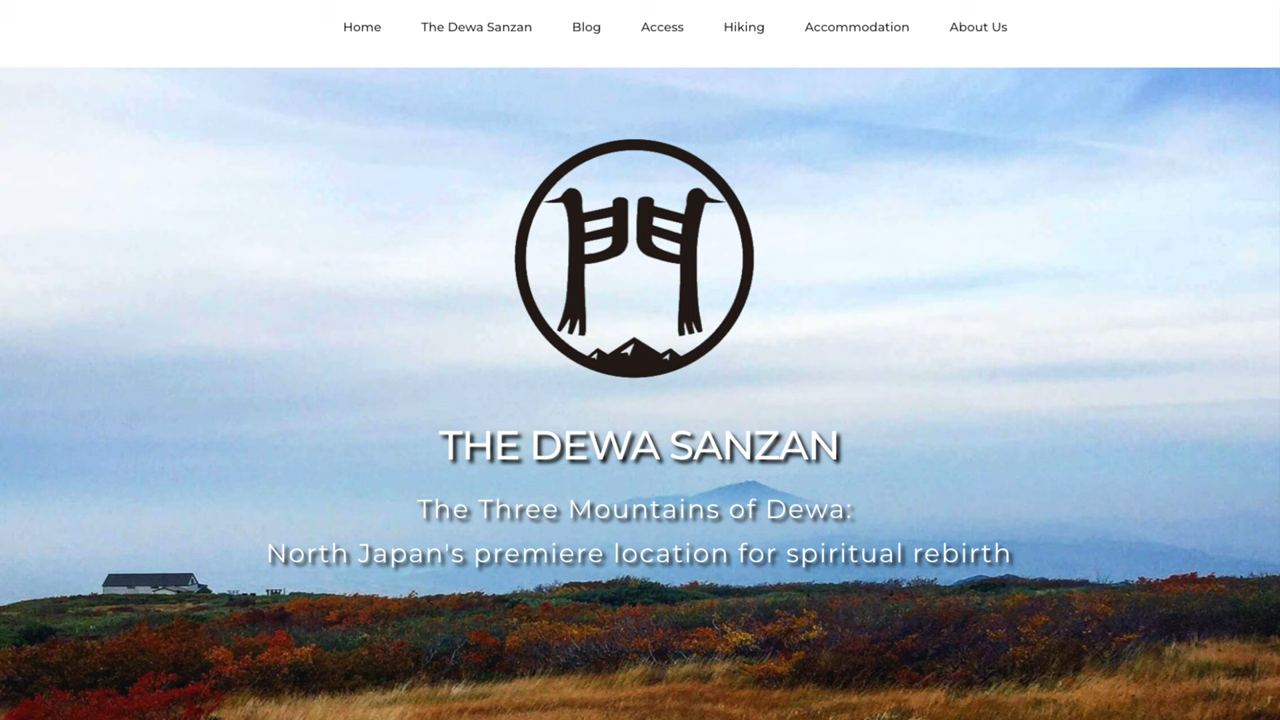 Home
The Dewa Sanzan
Blog
Access
Hiking
Accommodation
About Us
THE DEWA SANZAN
The Three Mountains of Dewa:
North Japan's premiere location for spiritual rebirth